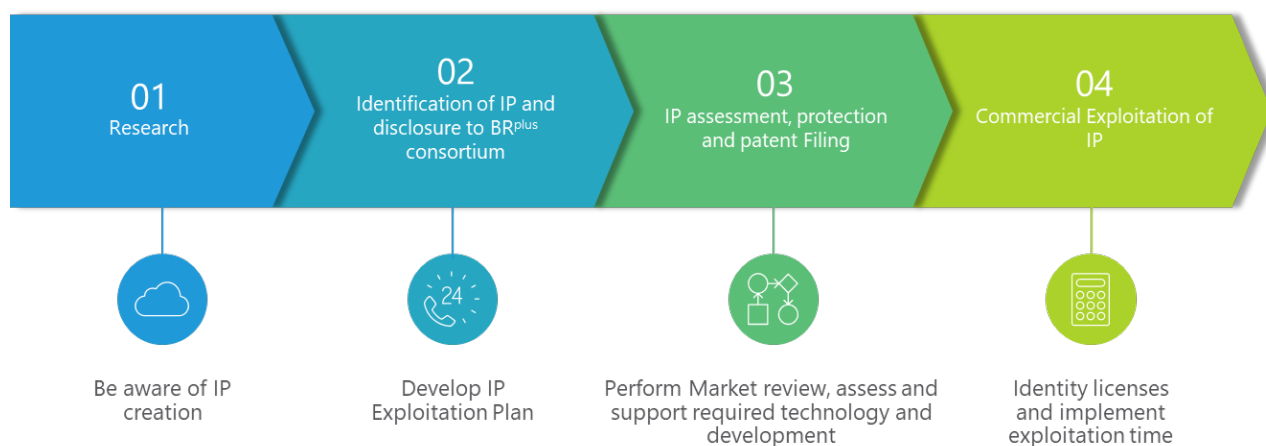 01
Research
02
Identification of IP and
disclosure to BRplus
consortium
03
IP assessment, protection
and patent Filing
04
Commercial Exploitation of
IP
24
Be aware of IP
creation
Develop IP
Exploitation Plan
Perform Market review, assess and
support required technology and
development
Identity licenses
and implement
exploitation time